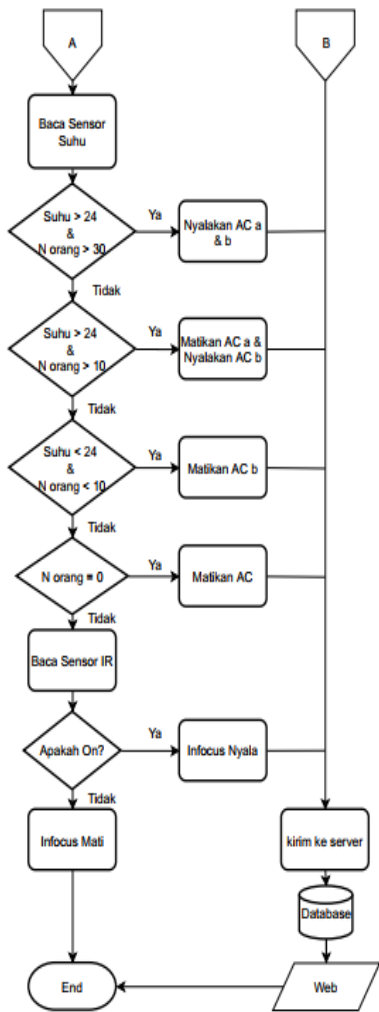 A
B
Baca Sensor
Suhu
Suhu > 24
&
N orang > 30
Ya
Nyalakan AC a
& b
Tidak
Suhu > 24
&
N orang > 10
Ya
Matikan AC a &
Nyalakan AC b
Tidak
Suhu < 24
&
N orang < 10
Ya
Matikan AC b
Tidak
N orang = 0
Ya
Matikan AC
Tidak
Baca Sensor IR
Apakah On?
Ya
Infocus Nyala
Tidak
Infocus Mati
kirim ke server
Database
End
Web